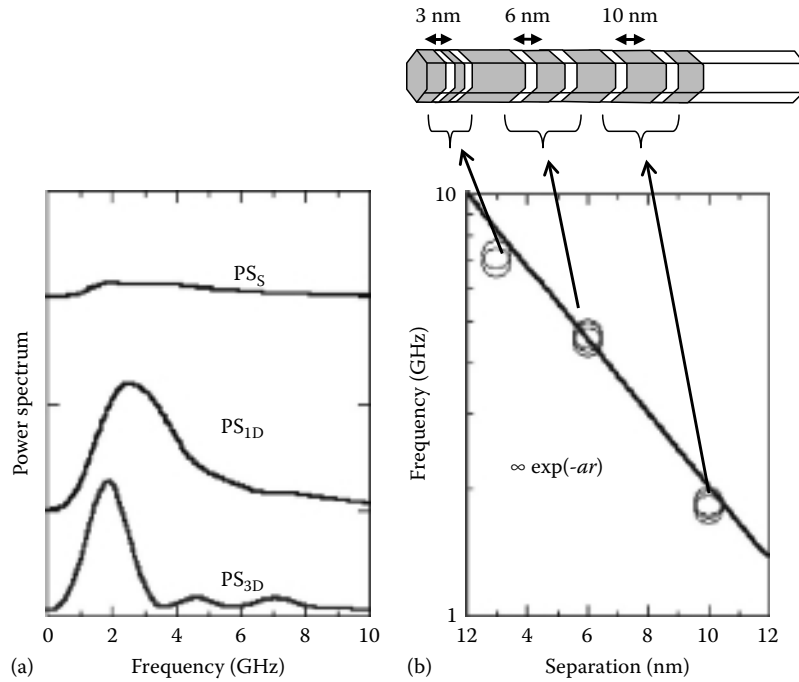 3 nm 6 nm 10 nm
PS_S
PS_1D
PS_3D
Power spectrum
0 2 4 6 8 10
(a) Frequency (GHz)
10
1
Frequency (GHz)
∞ exp(-ar)
12 4 6 8 10 12
(b) Separation (nm)